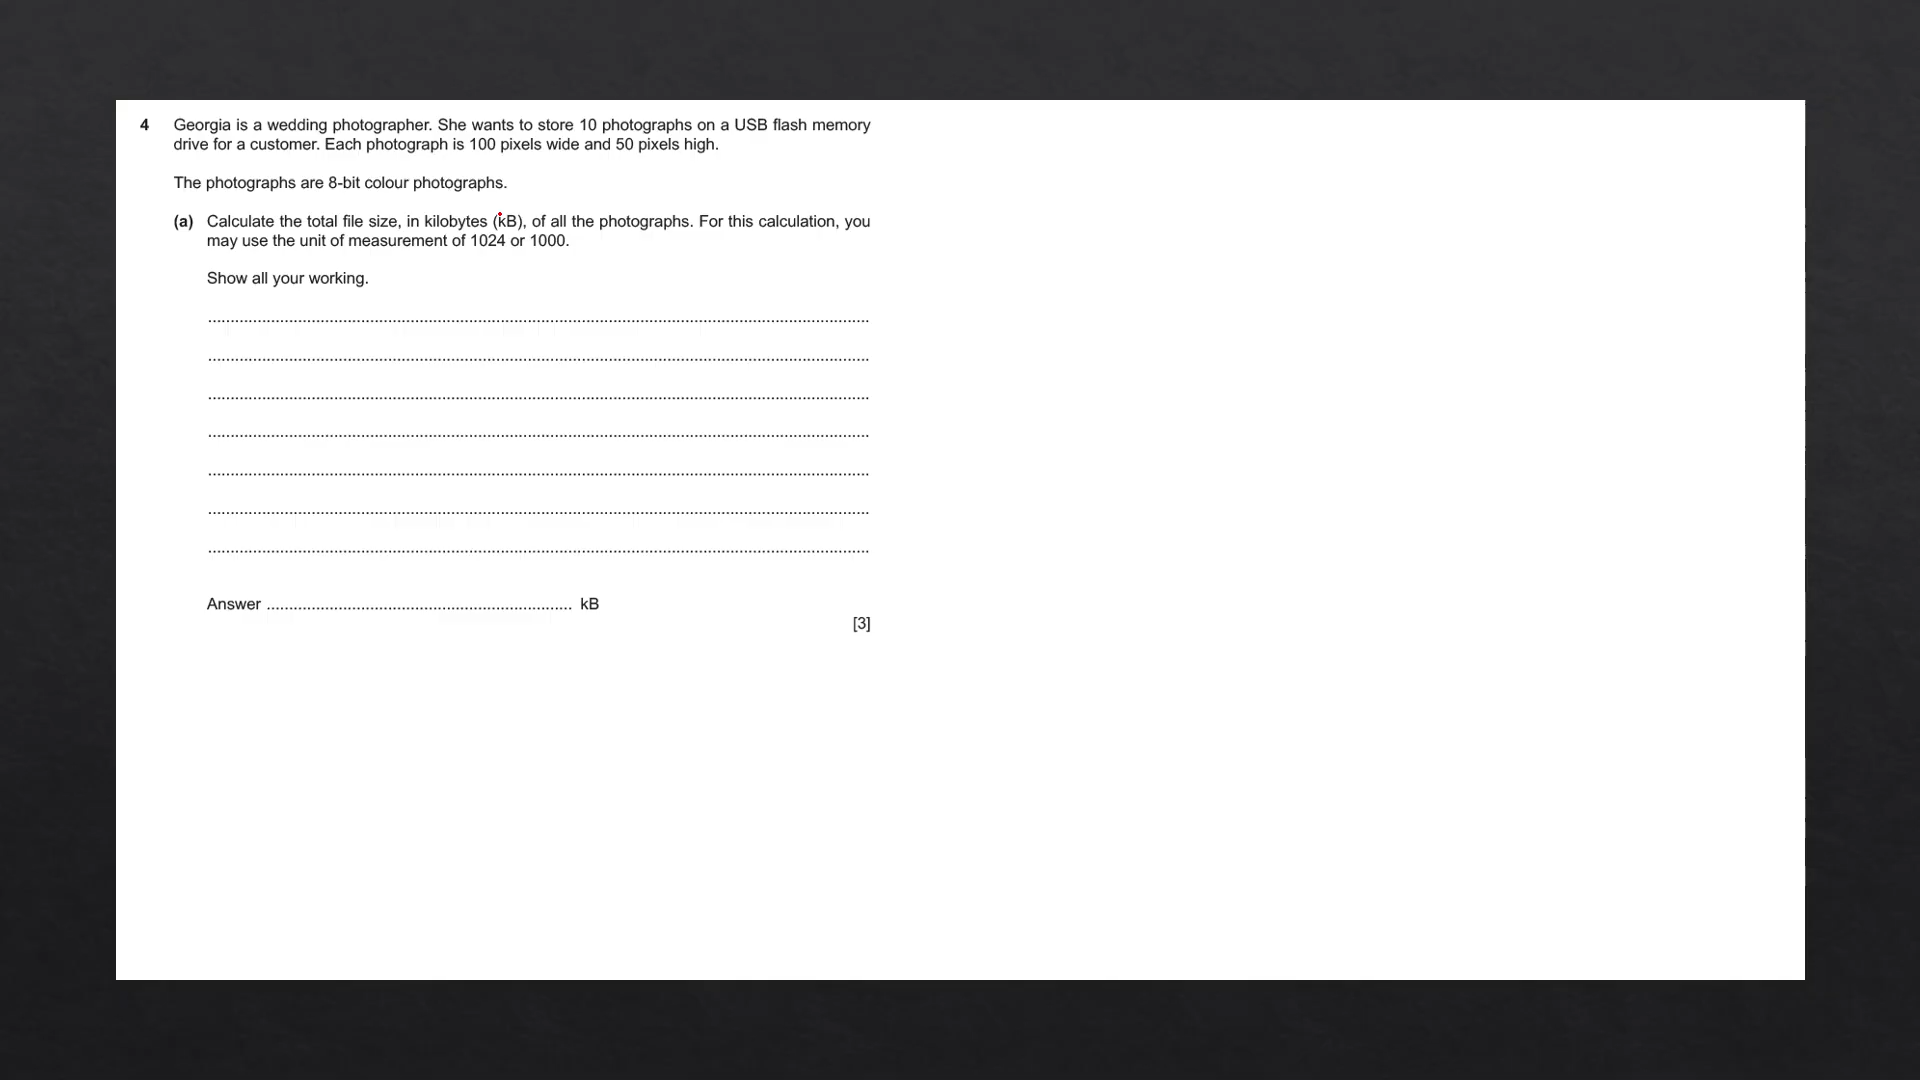 4 Georgia is a wedding photographer. She wants to store 10 photographs on a USB flash memory
drive for a customer. Each photograph is 100 pixels wide and 50 pixels high.
The photographs are 8-bit colour photographs.
(a) Calculate the total file size, in kilobytes (kB), of all the photographs. For this calculation, you
may use the unit of measurement of 1024 or 1000.
Show all your working.
Answer .................................................................... kB
[3]